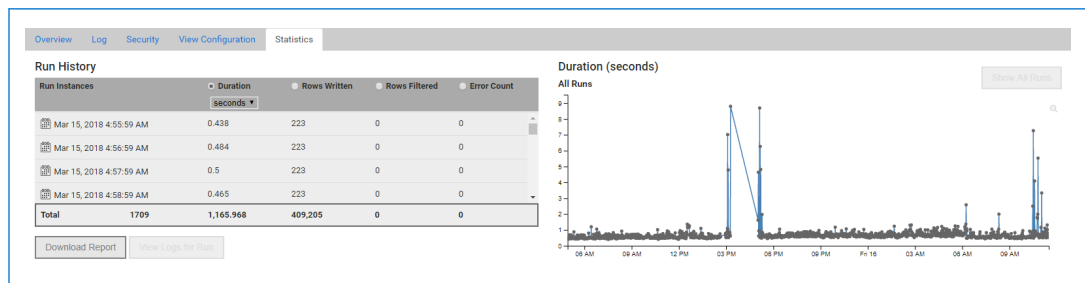 Overview Log Security View Configuration Statistics
Run History
Run Instances Duration Rows Written Rows Filtered Error Count
seconds
Mar 15, 2018 4:55:59 AM 0.438 223 0 0
Mar 15, 2018 4:56:59 AM 0.484 223 0 0
Mar 15, 2018 4:57:59 AM 0.5 223 0 0
Mar 15, 2018 4:58:59 AM 0.465 223 0 0
Total 1709 1,165.968 409,205 0 0
Download Report View Logs for Run
Duration (seconds)
Show All Runs
All Runs
9
8
7
6
5
4
3
2
1
0
06 AM 09 AM 12 PM 03 PM 06 PM 09 PM Fri 16 03 AM 06 AM 09 AM